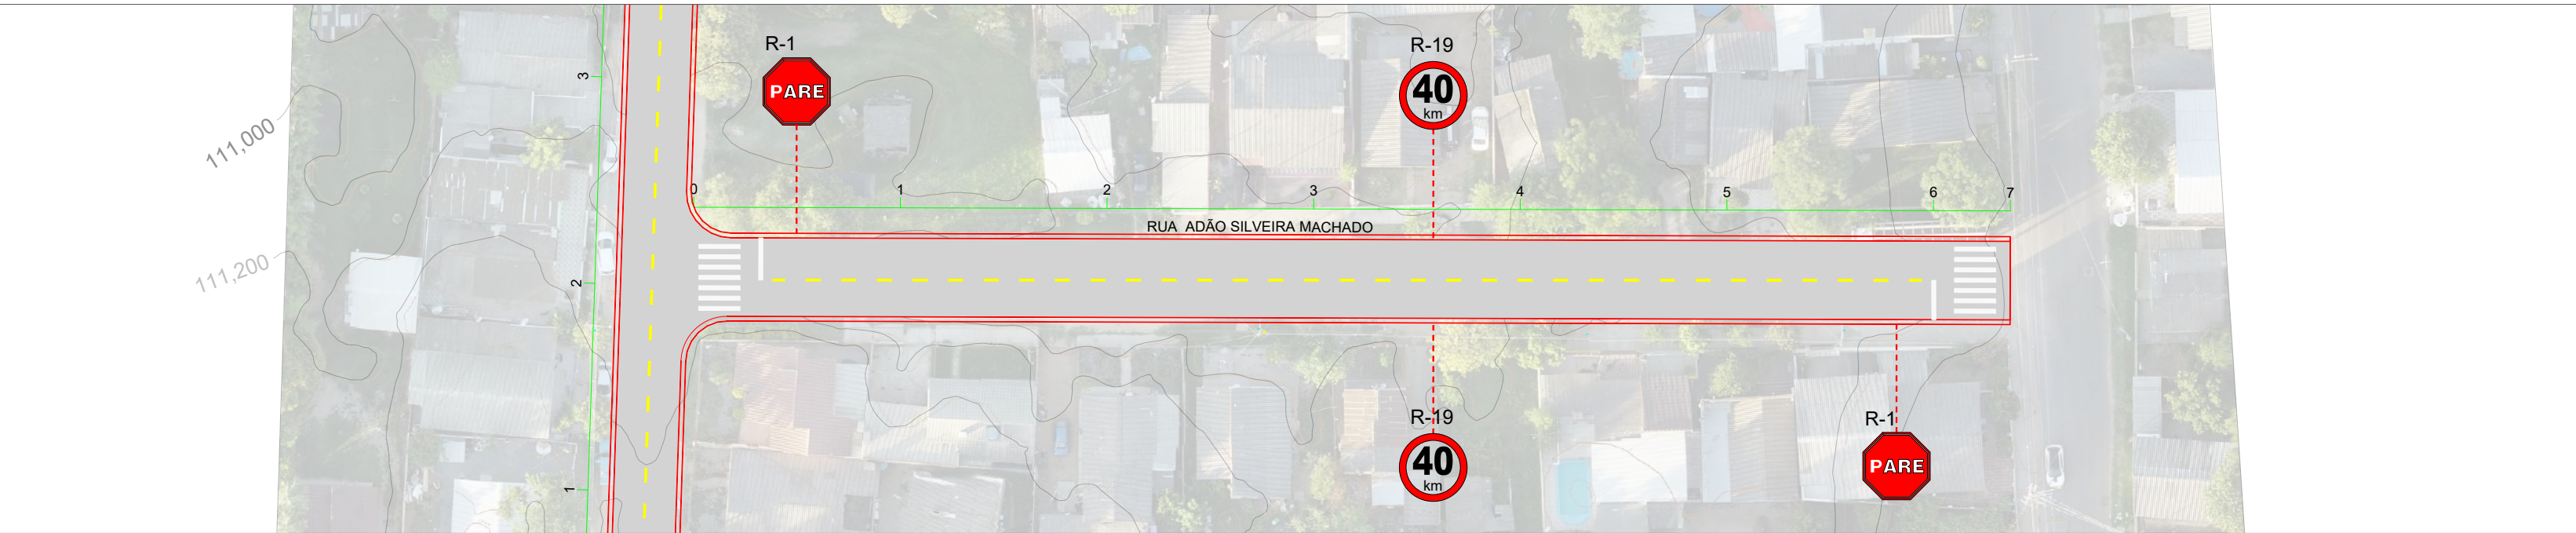 R-1
PARE
R-19
40
km
3
111,000
0
1
2
3
4
5
6
7
RUA ADÃO SILVEIRA MACHADO
111,200
2
R-19
40
km
R-1
PARE
1